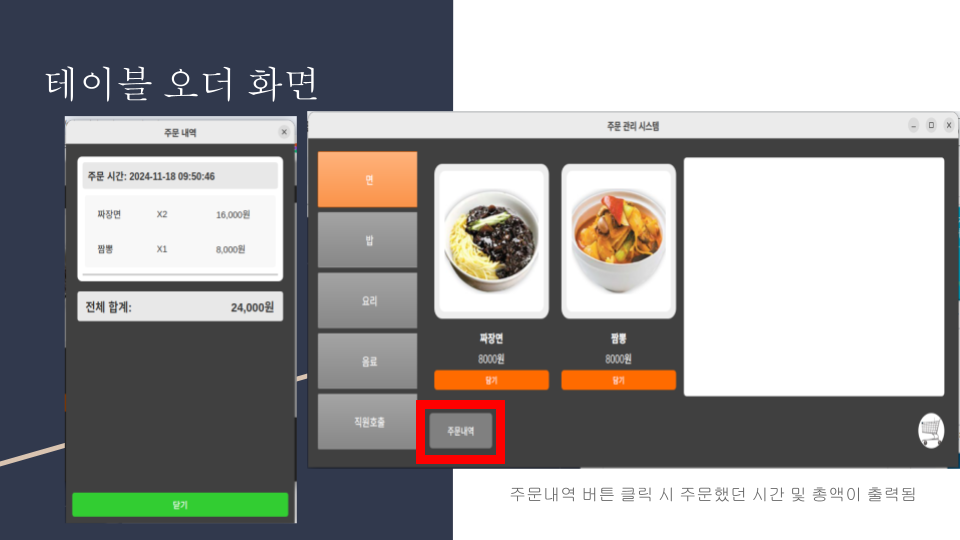 테이블 오더 화면
주문 내역
주문 시간: 2024-11-18 09:50:46
짜장면 X2 16,000원
짬뽕 X1 8,000원
전체 합계: 24,000원
닫기
주문 관리 시스템
면
밥
요리
음료
직원호출
짜장면
8000원
담기
짬뽕
8000원
담기
주문내역
주문내역 버튼 클릭 시 주문했던 시간 및 총액이 출력됨